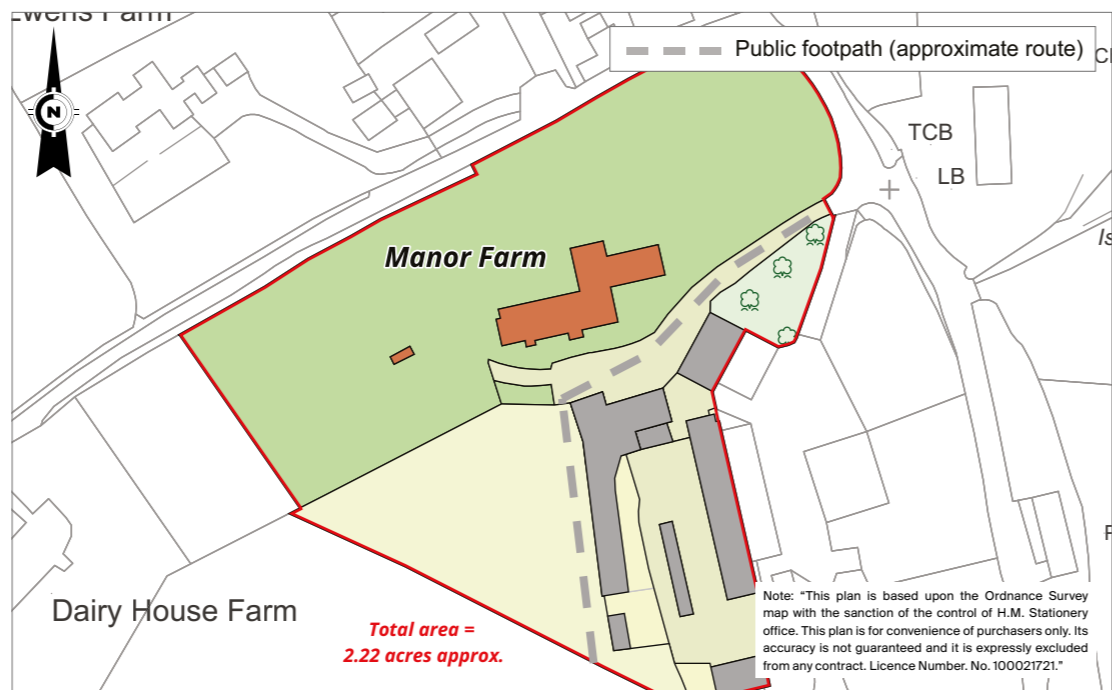 Ewens Farm
Public footpath (approximate route)
N
TCB
LB
Manor Farm
Dairy House Farm
Total area =
2.22 acres approx.
Note: “This plan is based upon the Ordnance Survey
map with the sanction of the control of H.M. Stationery
office. This plan is for convenience of purchasers only. Its
accuracy is not guaranteed and it is expressly excluded
from any contract. Licence Number. No. 100021721.”